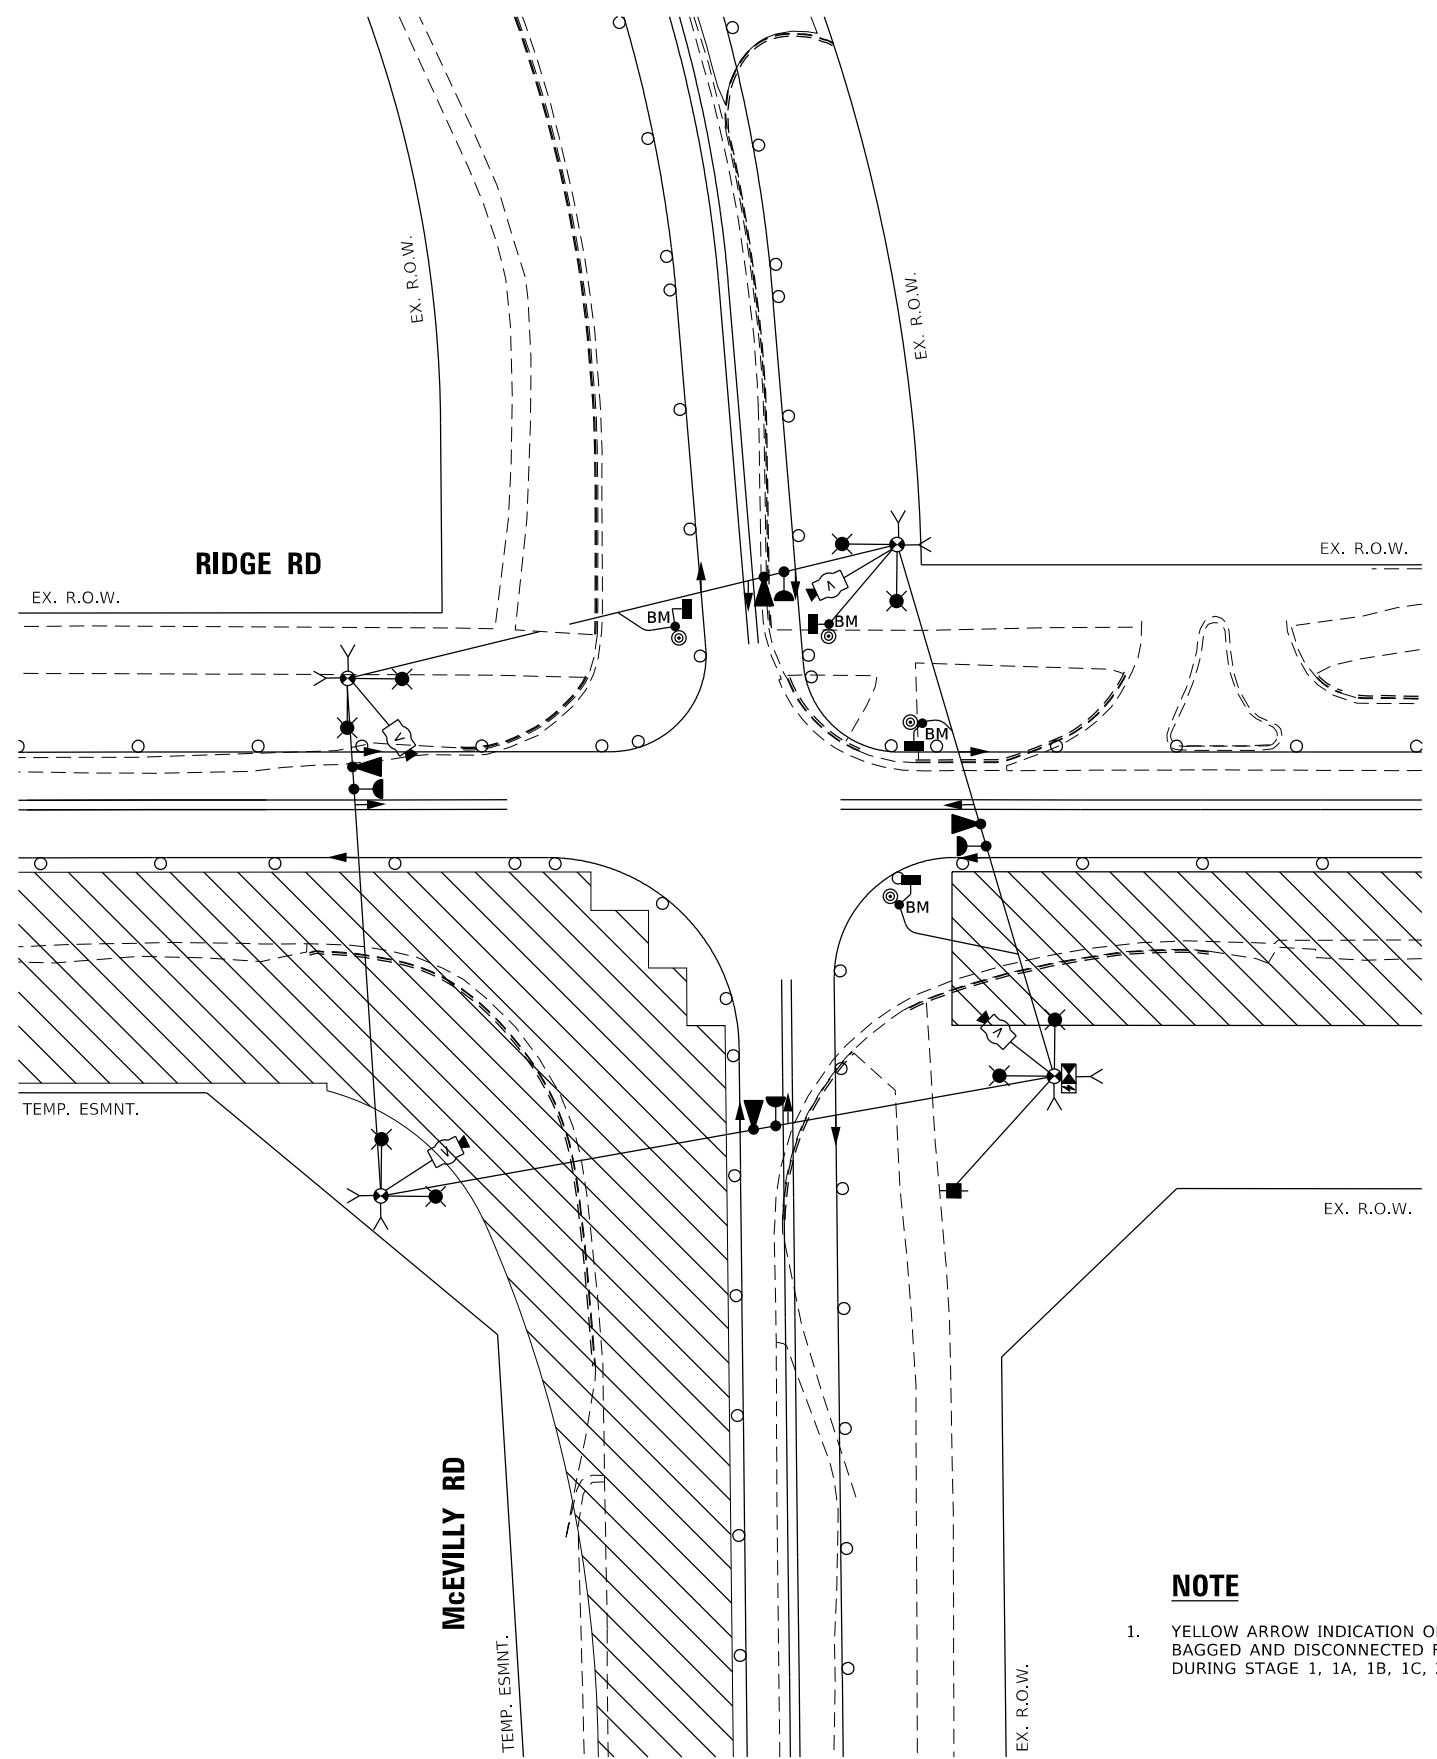 EX. R.O.W.
EX. R.O.W.
RIDGE RD
EX. R.O.W.
EX. R.O.W.
BM
BM
V
V
BM
BM
V
V
TEMP. ESMNT.
EX. R.O.W.
McEVILLY RD
TEMP. ESMNT.
EX. R.O.W.
NOTE
1. YELLOW ARROW INDICATION
BAGGED AND DISCONNECTED
DURING STAGE 1, 1A, 1B, 1C,